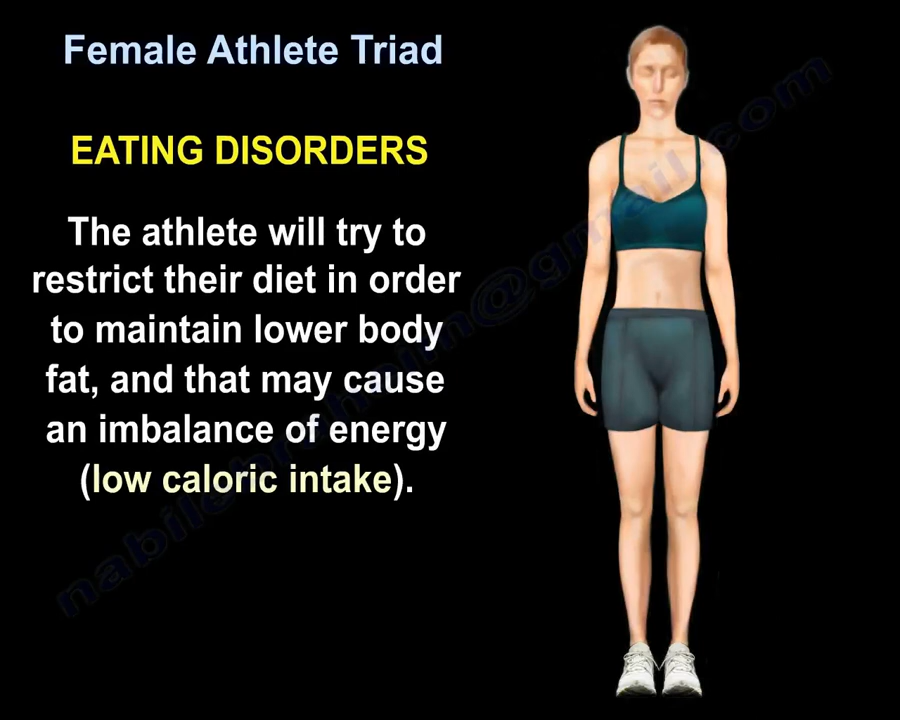 Female Athlete Triad
EATING DISORDERS
The athlete will try to
restrict their diet in order
to maintain lower body
fat, and that may cause
an imbalance of energy
(low caloric intake).